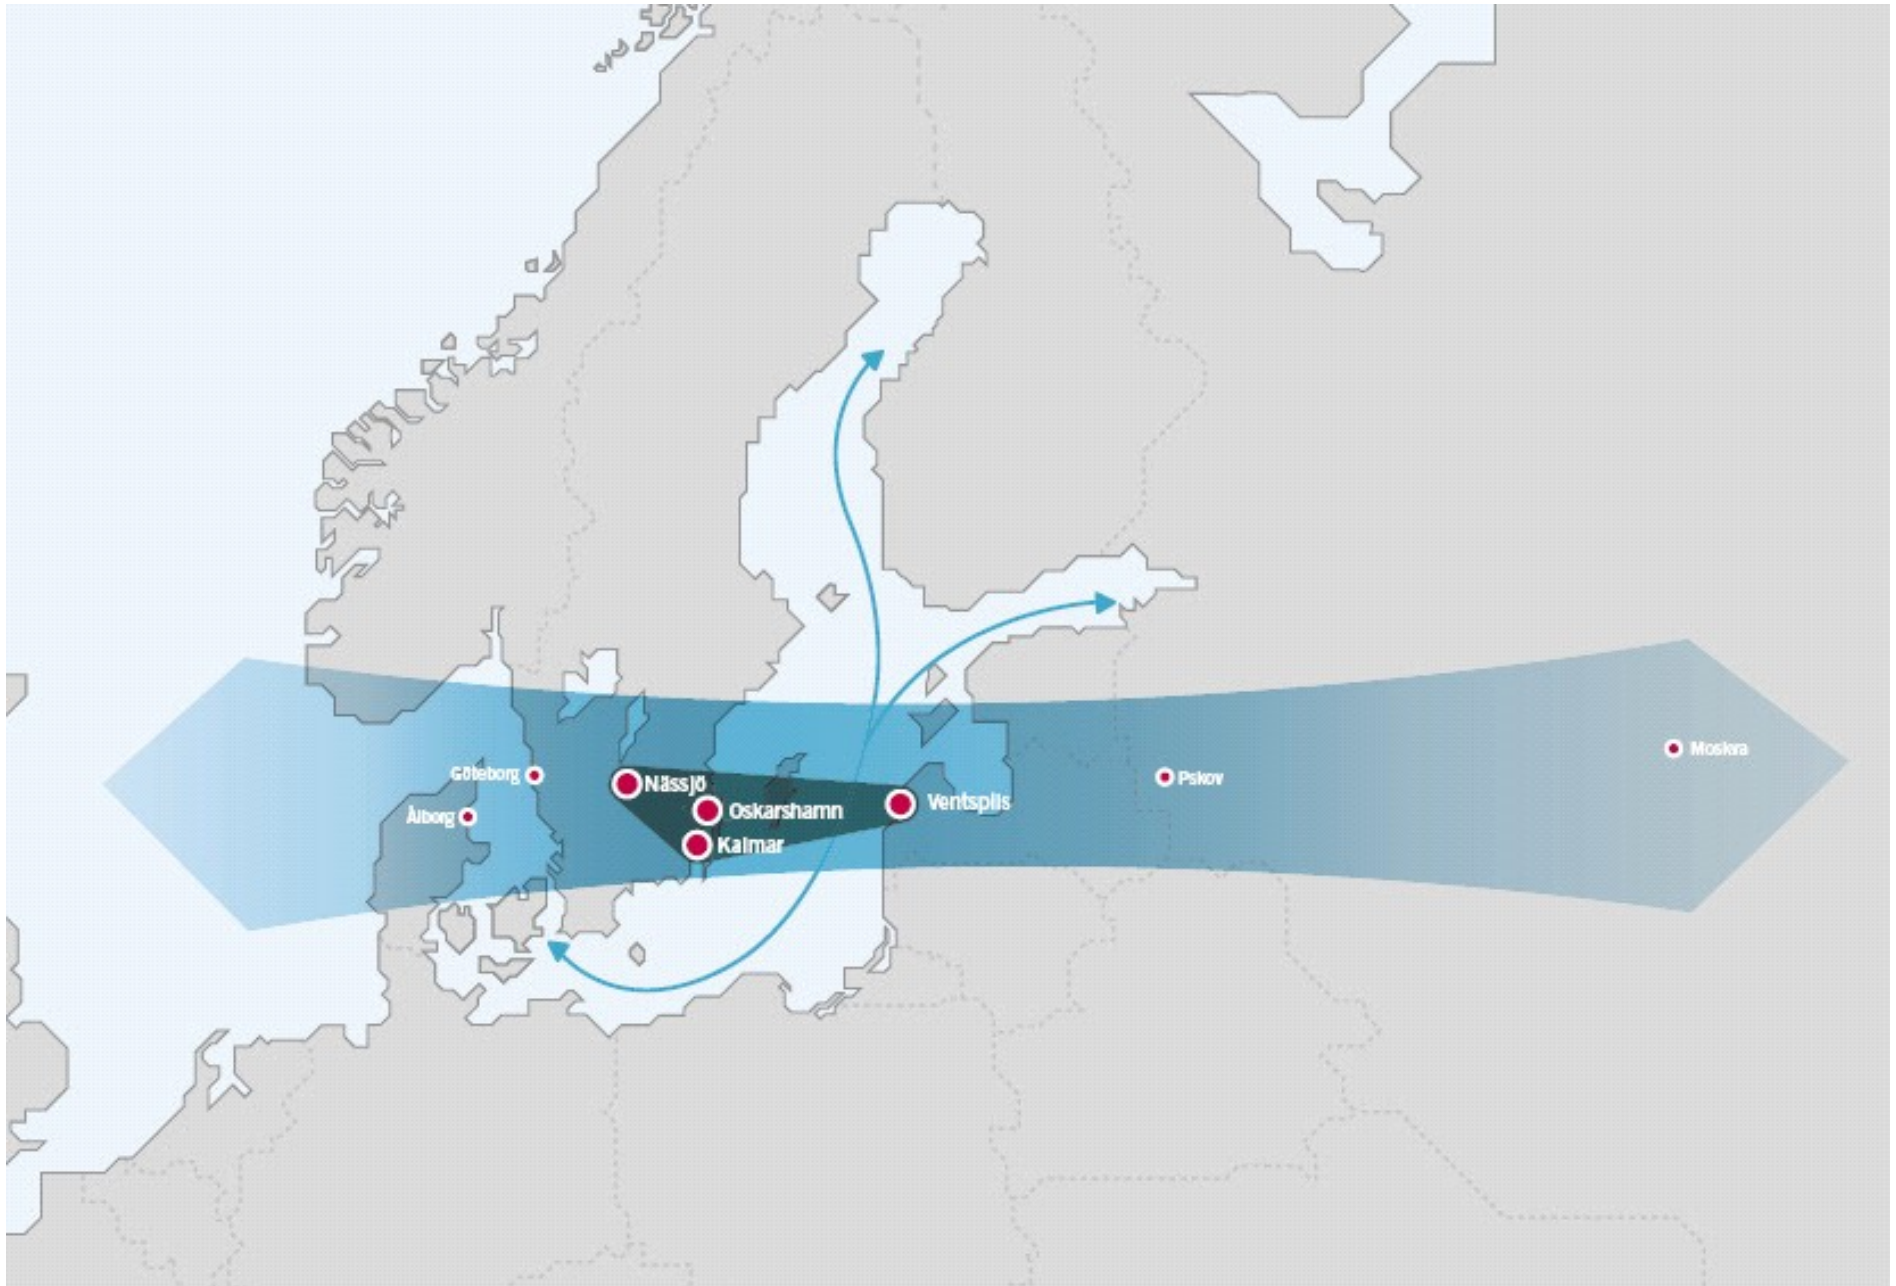 Göteborg
Nässjö
Moskva
Pskov
Ålborg
Oskarshamn
Ventspils
Kalmar